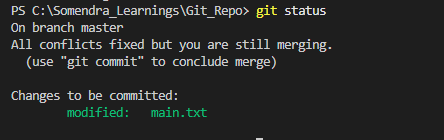 PS C:\Somendra_Learnings\Git_Repo> git status
On branch master
All conflicts fixed but you are still merging.
  (use "git commit" to conclude merge)

Changes to be committed:
        modified:   main.txt